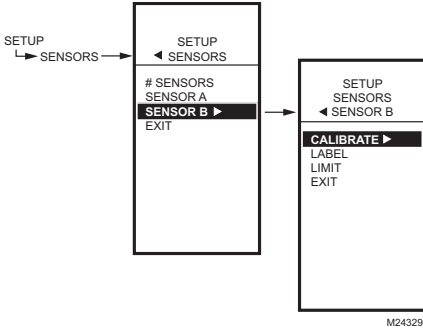 SETUP
SENSORS
SETUP
◄ SENSORS
# SENSORS
SENSOR A
SENSOR B ►
EXIT
SETUP
SENSORS
◄ SENSOR B
CALIBRATE ►
LABEL
LIMIT
EXIT
M24329